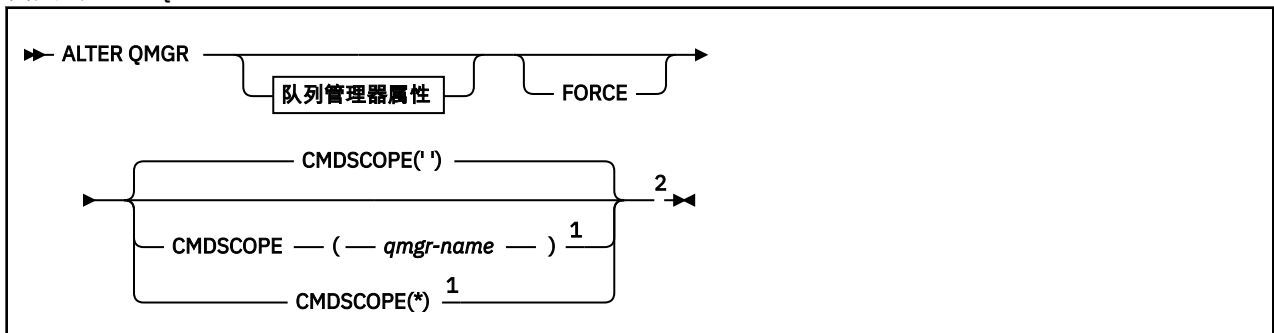 ALTER QMGR
队列管理器属性
FORCE
CMDSCOPE(' ')
2
CMDSCOPE ( qmgr-name ) 1
CMDSCOPE(*) 1